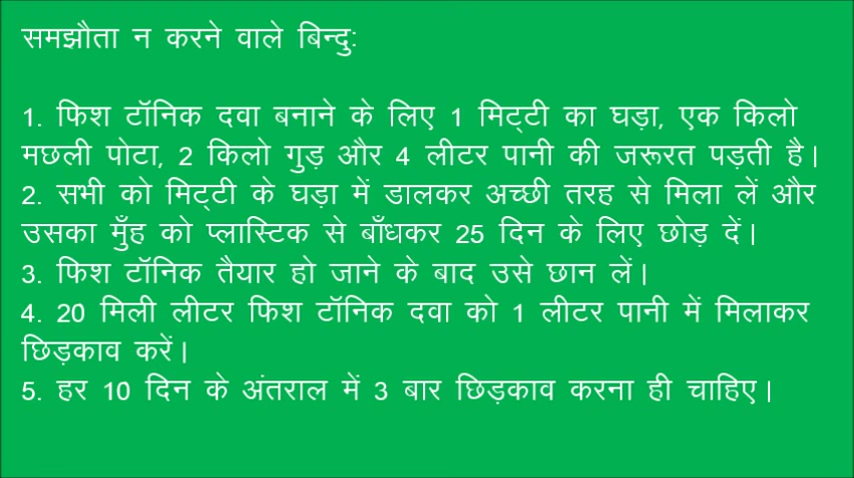 समझौता न करने वाले बिन्दु:
1. फिश टॉनिक दवा बनाने के लिए 1 मिट्टी का घड़ा, एक किलो
मछली पोटा, 2 किलो गुड़ और 4 लीटर पानी की जरूरत पड़ती है।
2. सभी को मिट्टी के घड़ा में डालकर अच्छी तरह से मिला लें और
उसका मुँह को प्लास्टिक से बाँधकर 25 दिन के लिए छोड़ दें।
3. फिश टॉनिक तैयार हो जाने के बाद उसे छान लें।
4. 20 मिली लीटर फिश टॉनिक दवा को 1 लीटर पानी में मिलाकर
छिड़काव करें।
5. हर 10 दिन के अंतराल में 3 बार छिड़काव करना ही चाहिए।